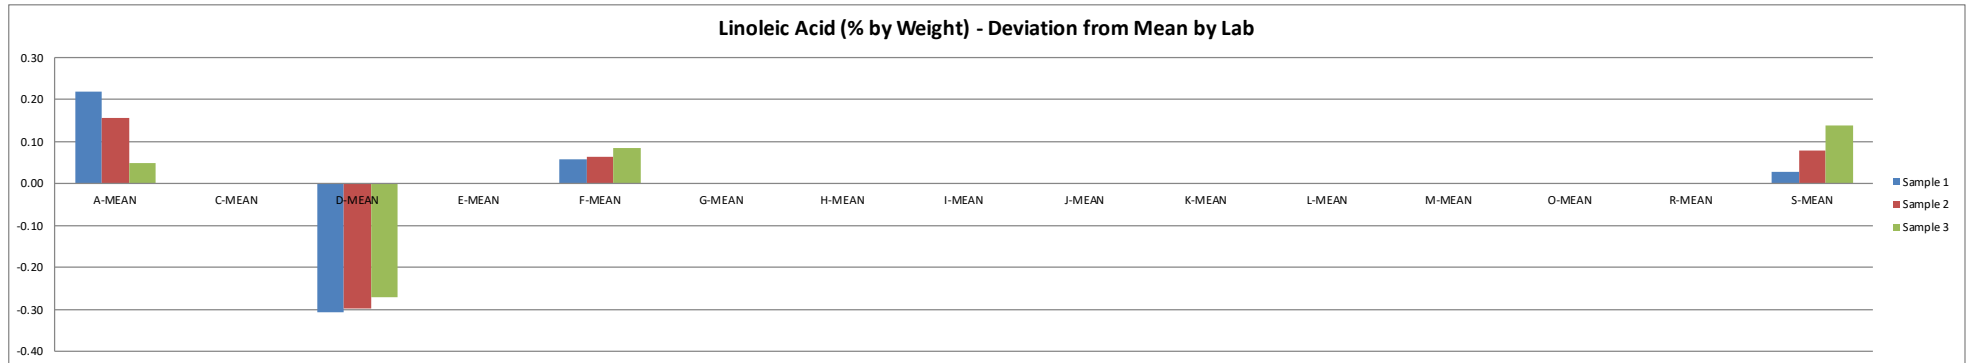 Linoleic Acid (% by Weight) - Deviation from Mean by Lab
0.30
0.20
0.10
0.00
-0.10
-0.20
-0.30
-0.40
A-MEAN C-MEAN D-MEAN E-MEAN F-MEAN G-MEAN H-MEAN I-MEAN J-MEAN K-MEAN L-MEAN M-MEAN O-MEAN R-MEAN S-MEAN
Sample 1
Sample 2
Sample 3